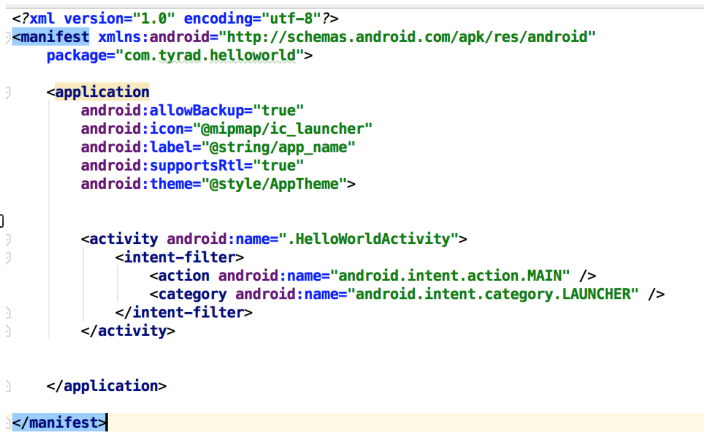 <?xml version="1.0" encoding="utf-8"?>
<manifest xmlns:android="http://schemas.android.com/apk/res/android"
    package="com.tyrad.helloworld">
    <application
        android:allowBackup="true"
        android:icon="@mipmap/ic_launcher"
        android:label="@string/app_name"
        android:supportsRtl="true"
        android:theme="@style/AppTheme">
        <activity android:name=".HelloWorldActivity">
            <intent-filter>
                <action android:name="android.intent.action.MAIN" />
                <category android:name="android.intent.category.LAUNCHER" />
            </intent-filter>
        </activity>
    </application>
</manifest>